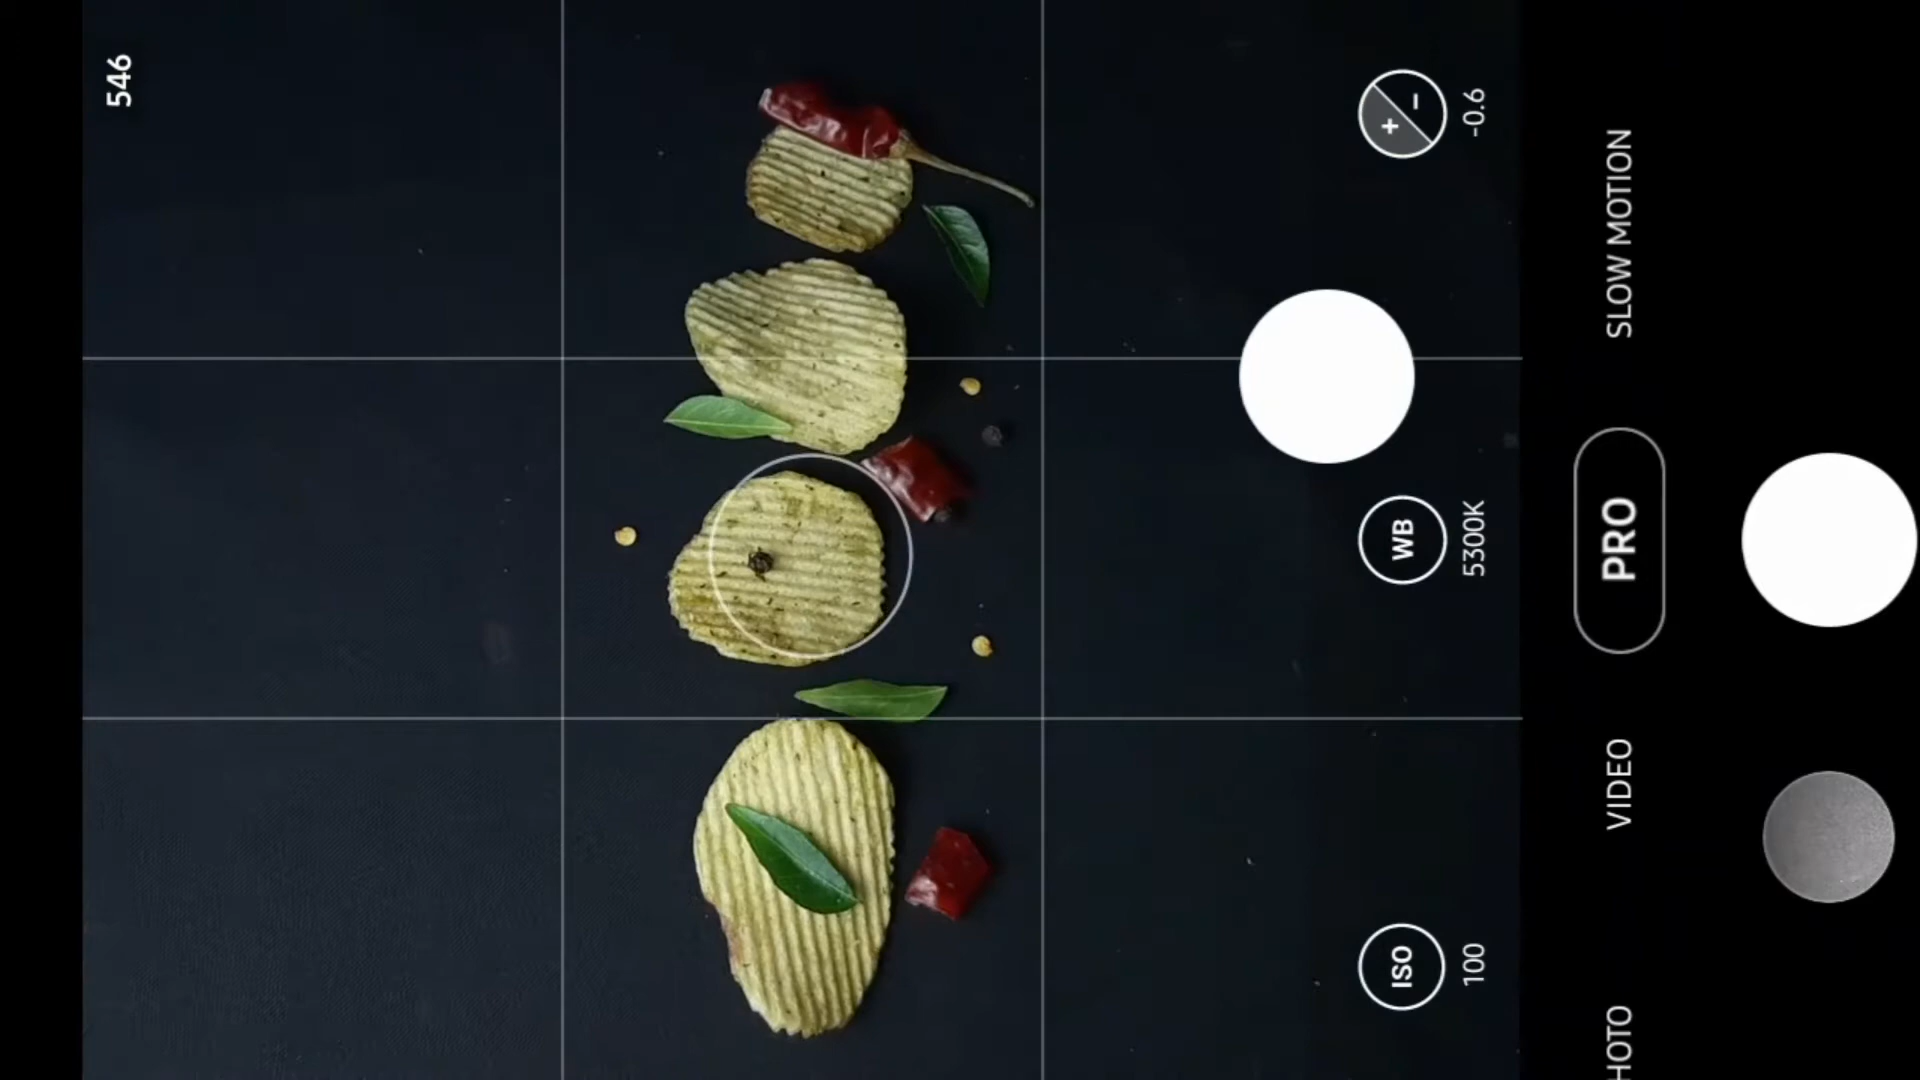 546
ISO
100
WB
5300K
+ -
-0.6
HOTO
VIDEO
PRO
SLOW MOTION